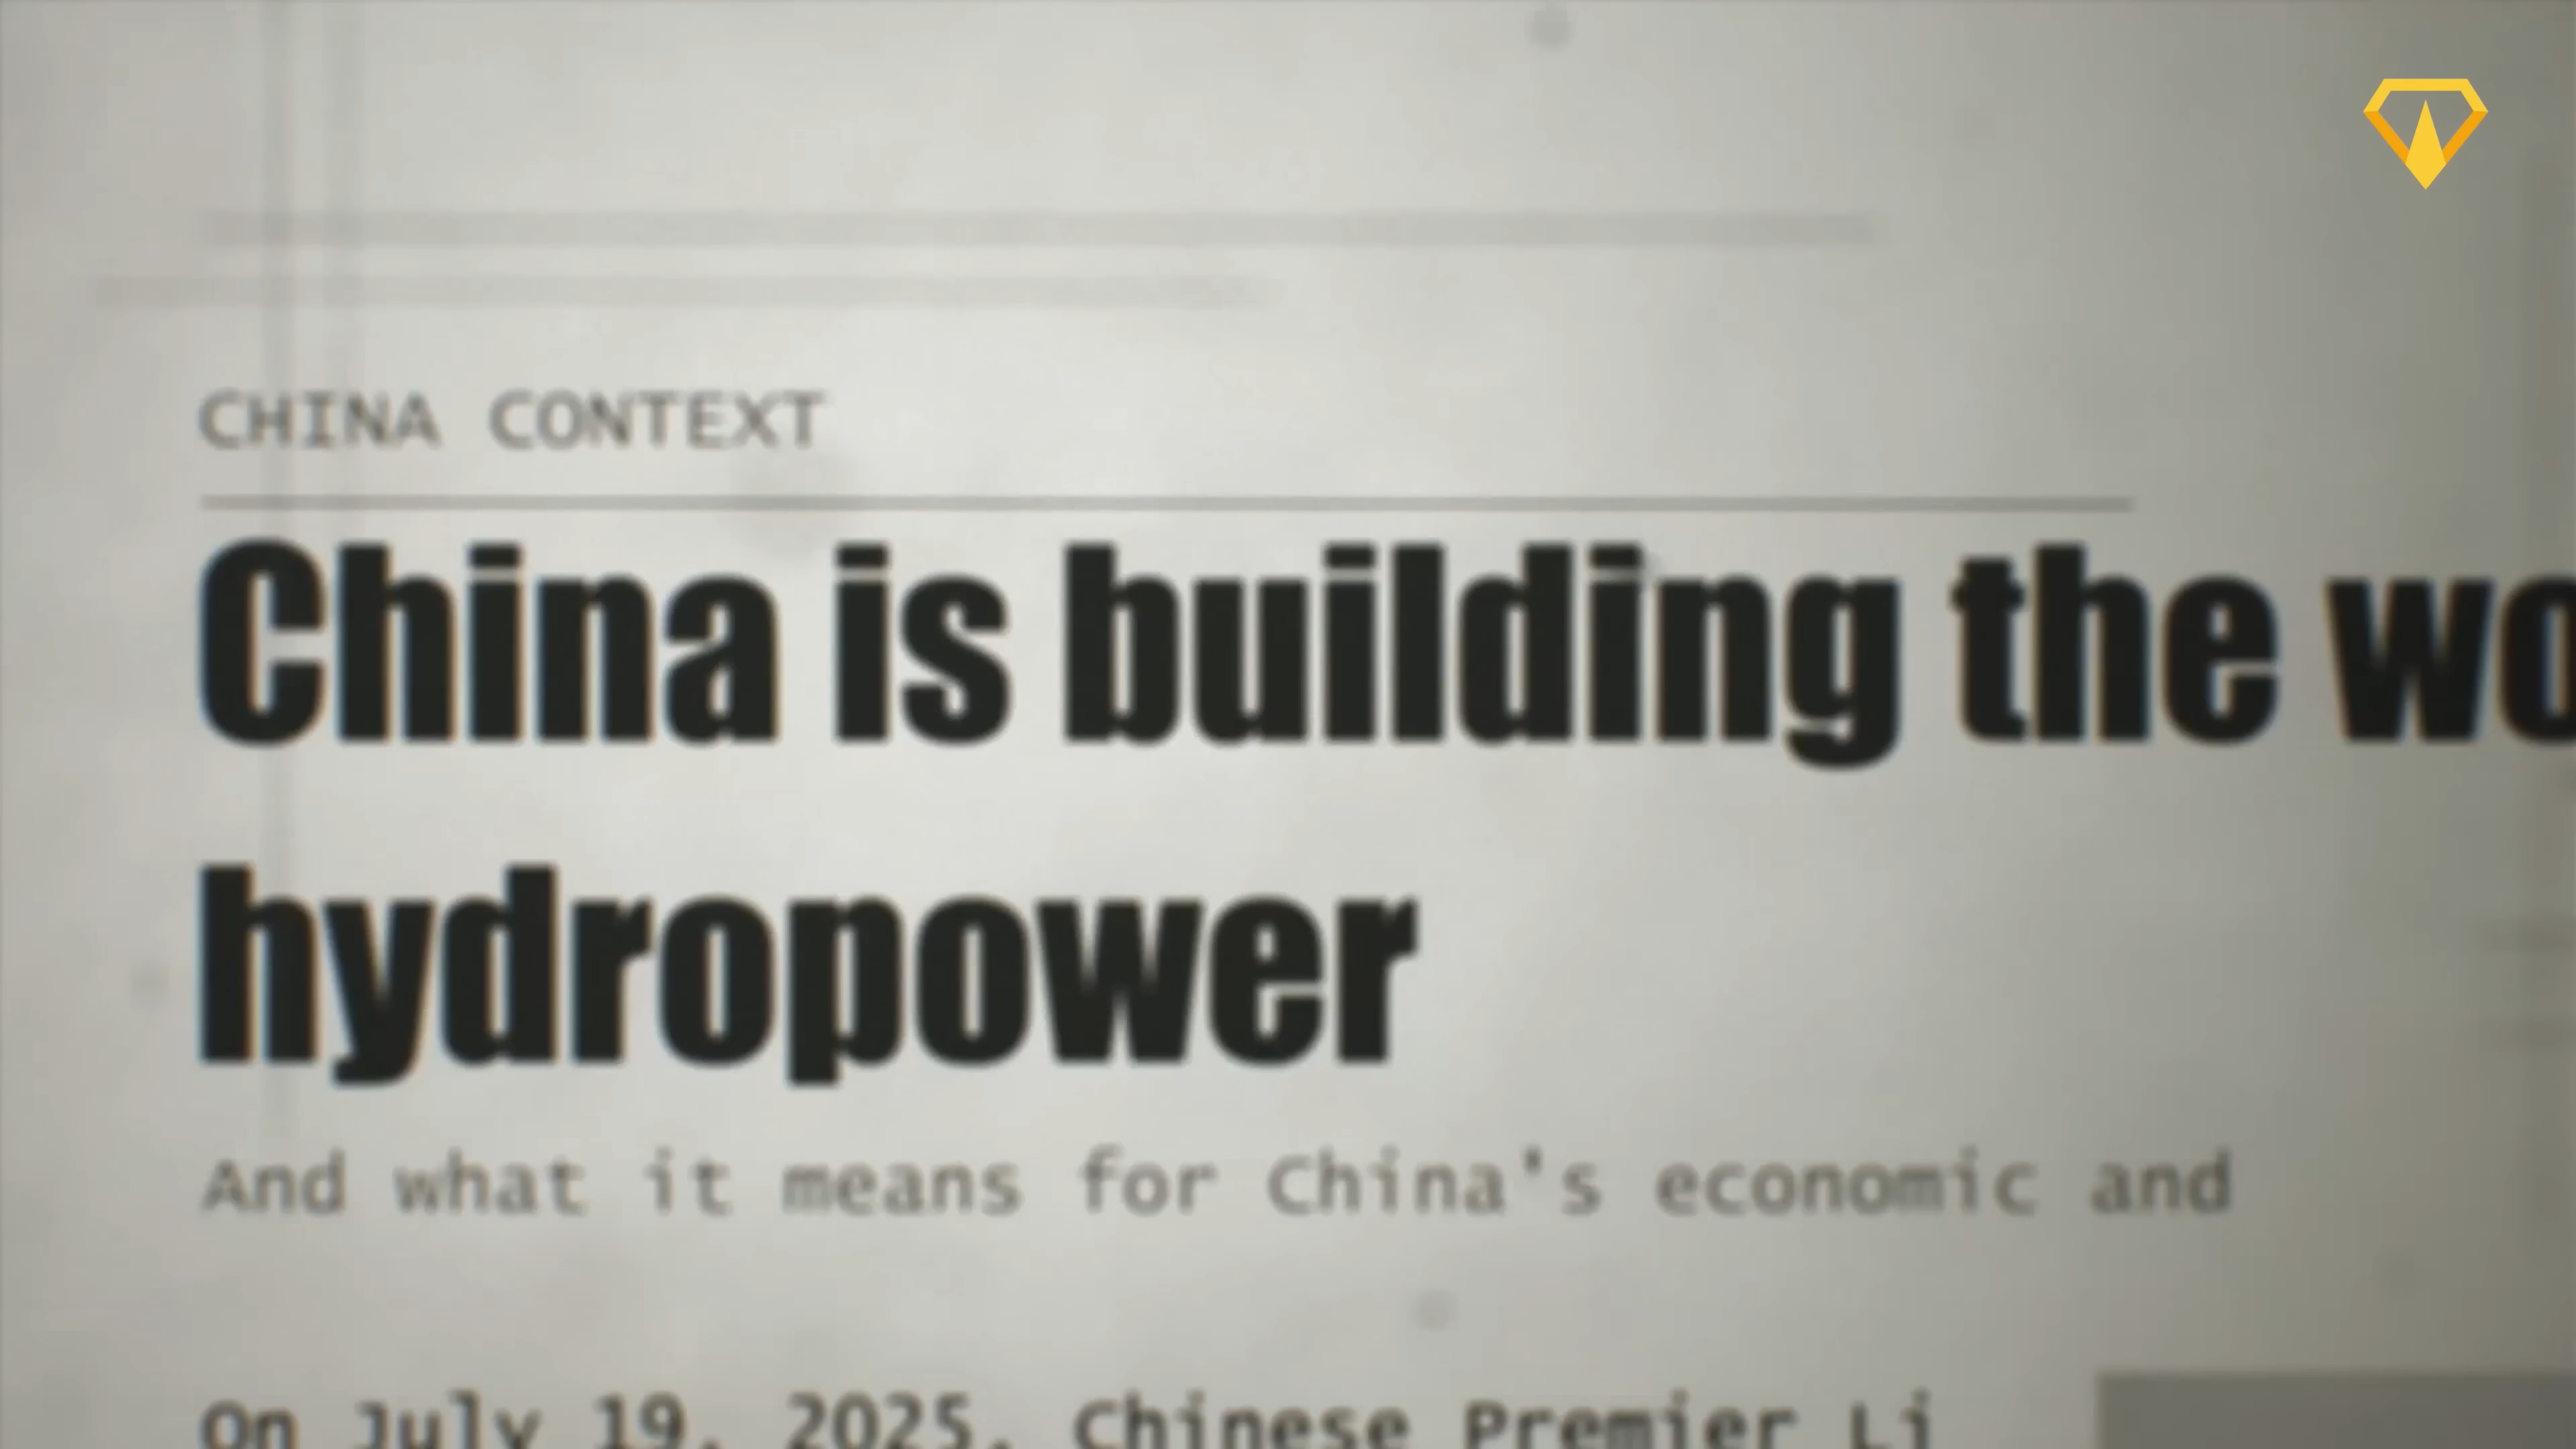 CHINA CONTEXT
China is building the wo
hydropower
And what it means for China's economic and
On July 19, 2025, Chinese Premier Li